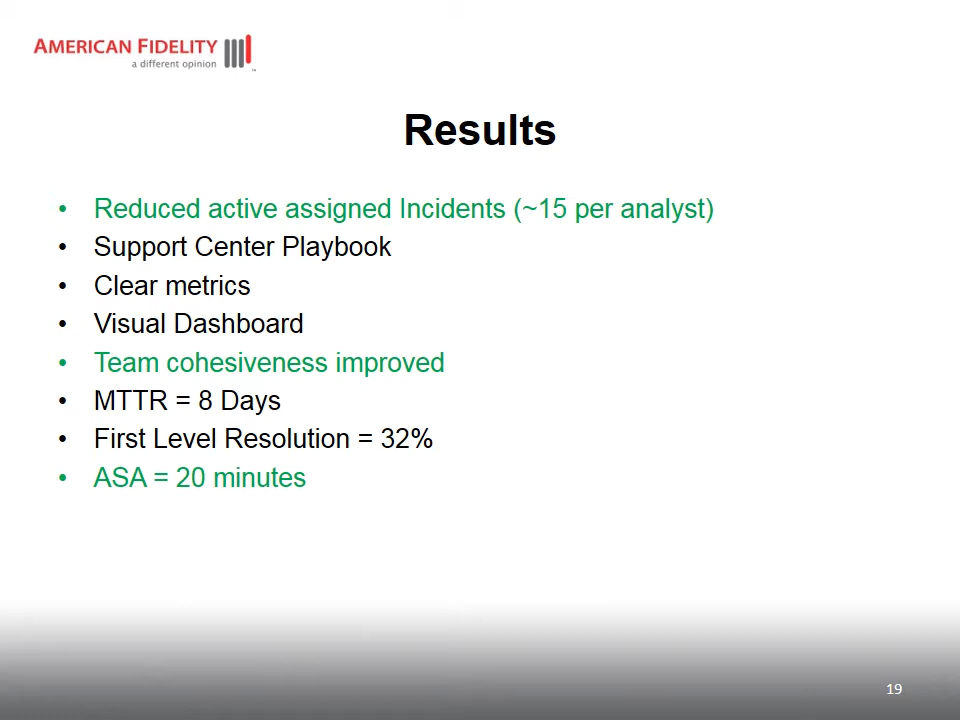 AMERICAN FIDELITY
a different opinion
Results
• Reduced active assigned Incidents (~15 per analyst)
• Support Center Playbook
• Clear metrics
• Visual Dashboard
• Team cohesiveness improved
• MTTR = 8 Days
• First Level Resolution = 32%
• ASA = 20 minutes
19